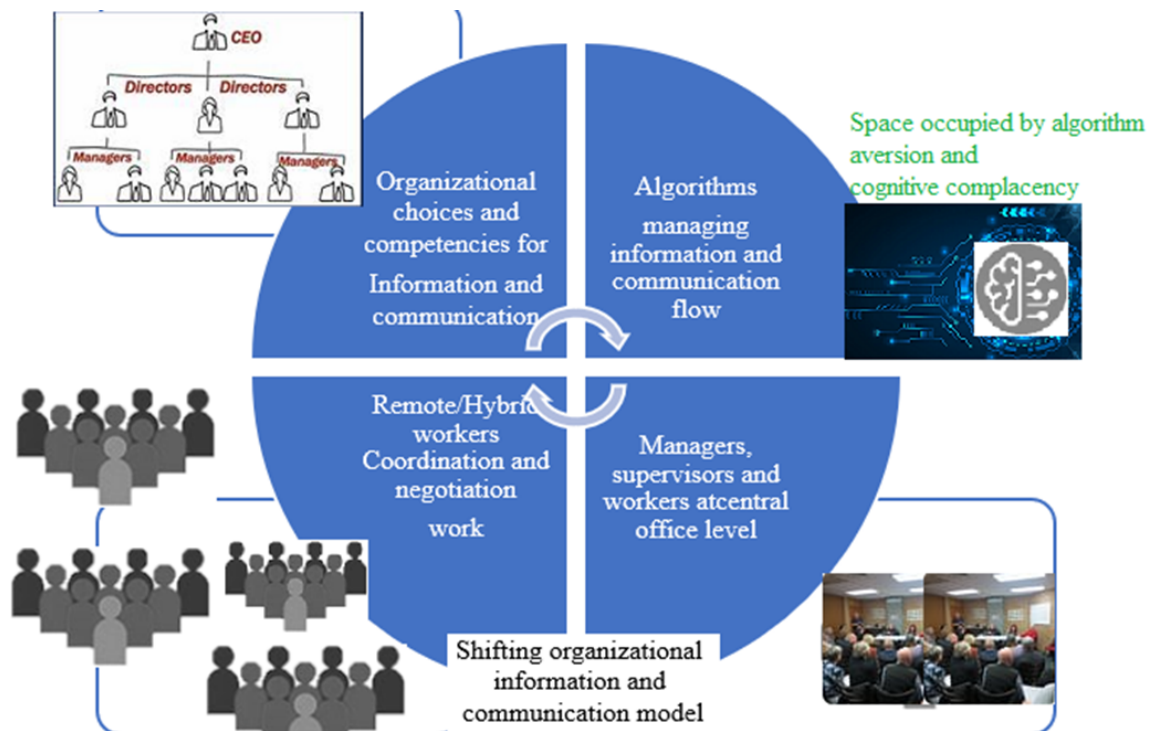 CEO
Directors Directors
Managers Managers Managers
Organizational
choices and
competencies for
Information and
communication
Algorithms
managing
information and
communication
flow
Space occupied by algorithm
aversion and
cognitive complacency
Remote/Hybrid
workers
Coordination and
negotiation
work
Managers,
supervisors and
workers atcentral
office level
Shifting organizational
information and
communication model